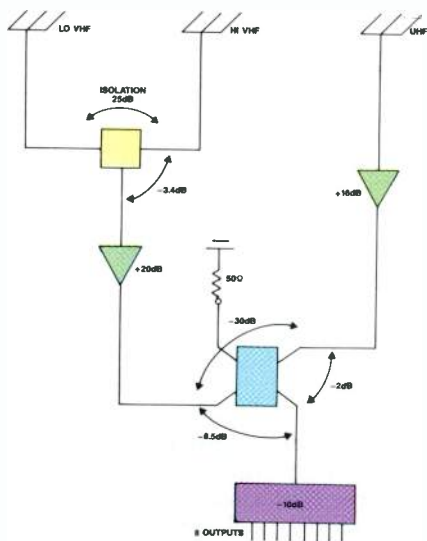 LO VHF
HI VHF
UHF
ISOLATION
25dB
-3.4dB
+16dB
+20dB
50Ω
-30dB
-2dB
-8.5dB
-10dB
8 OUTPUTS